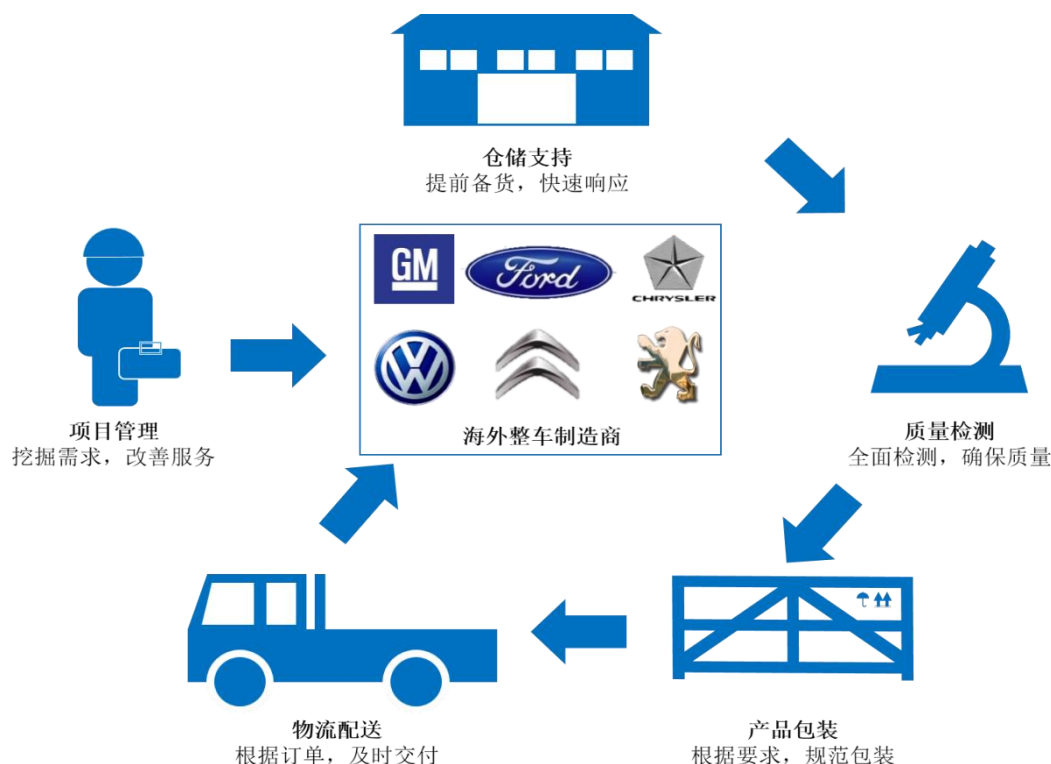 仓储支持
提前备货，快速响应
GM
Ford
CHRYSLER
VW
海外整车制造商
项目管理
挖掘需求，改善服务
质量检测
全面检测，确保质量
物流配送
根据订单，及时交付
产品包装
根据要求，规范包装